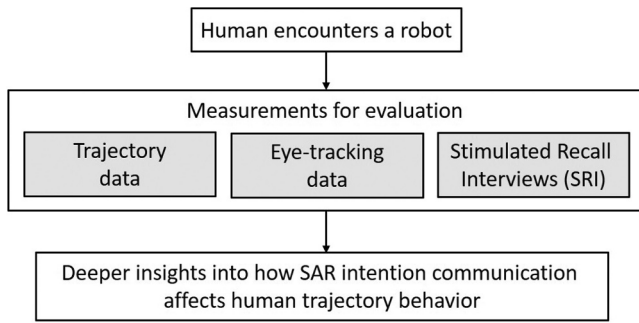 Human encounters a robot
Measurements for evaluation
Trajectory
data
Eye-tracking
data
Stimulated Recall
Interviews (SRI)
Deeper insights into how SAR intention communication
affects human trajectory behavior